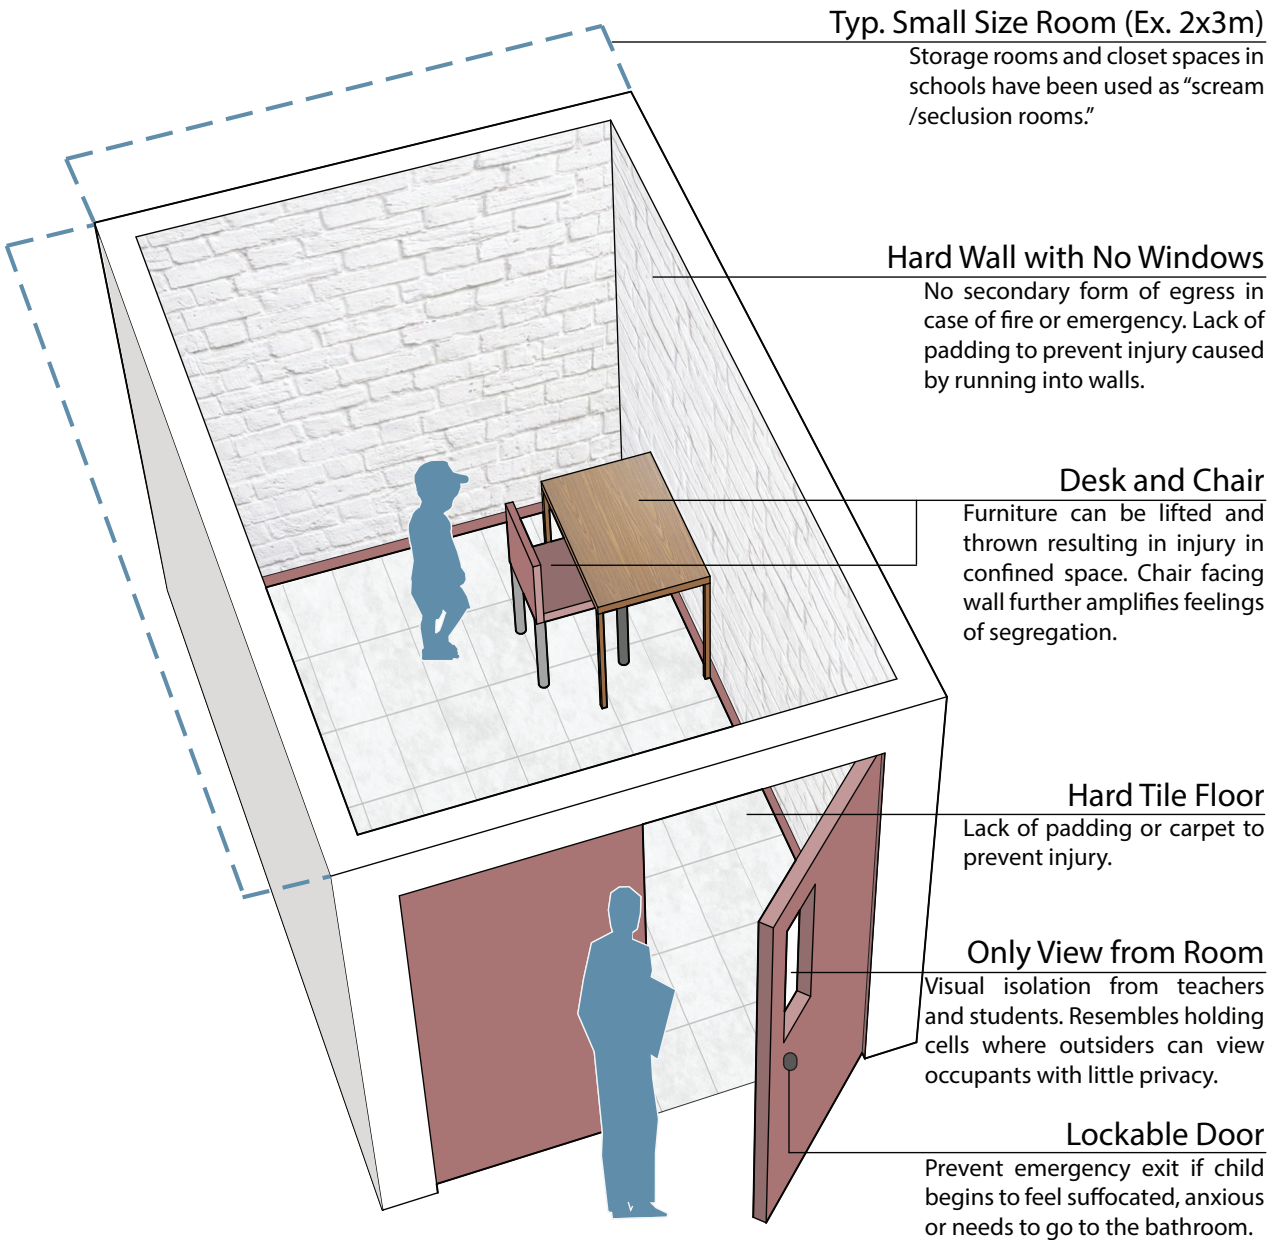 Typ. Small Size Room (Ex. 2x3m)
Storage rooms and closet spaces in
schools have been used as “scream
/seclusion rooms.”
Hard Wall with No Windows
No secondary form of egress in
case of fire or emergency. Lack of
padding to prevent injury caused
by running into walls.
Desk and Chair
Furniture can be lifted and
thrown resulting in injury in
confined space. Chair facing
wall further amplifies feelings
of segregation.
Hard Tile Floor
Lack of padding or carpet to
prevent injury.
Only View from Room
Visual isolation from teachers
and students. Resembles holding
cells where outsiders can view
occupants with little privacy.
Lockable Door
Prevent emergency exit if child
begins to feel suffocated, anxious
or needs to go to the bathroom.